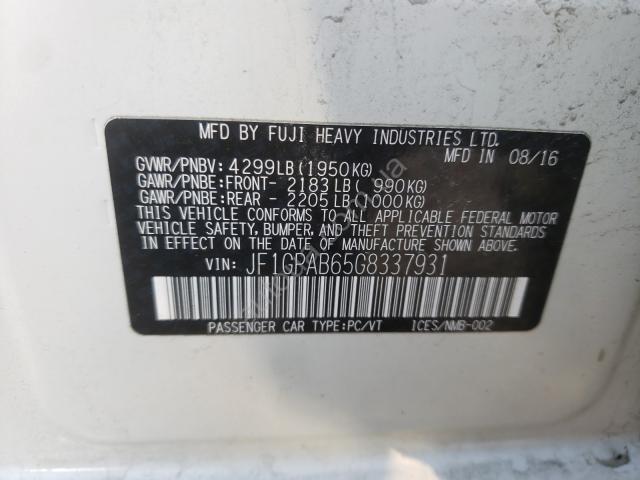 MFD BY FUJI HEAVY INDUSTRIES LTD.
MFD IN 08/16
GVWR/PNBV: 4299LB (1950KG)
GAWR/PNBE: FRONT- 2183 LB ( 990KG)
GAWR/PNBE: REAR - 2205 LB (1000KG)
THIS VEHICLE CONFORMS TO ALL APPLICABLE FEDERAL MOTOR
VEHICLE SAFETY, BUMPER, AND THEFT PREVENTION STANDARDS
IN EFFECT ON THE DATE OF MANUFACTURE SHOWN ABOVE.
VIN: JF1GPAB65G8337931
PASSENGER CAR TYPE:PC/VT ICES/NMB-002